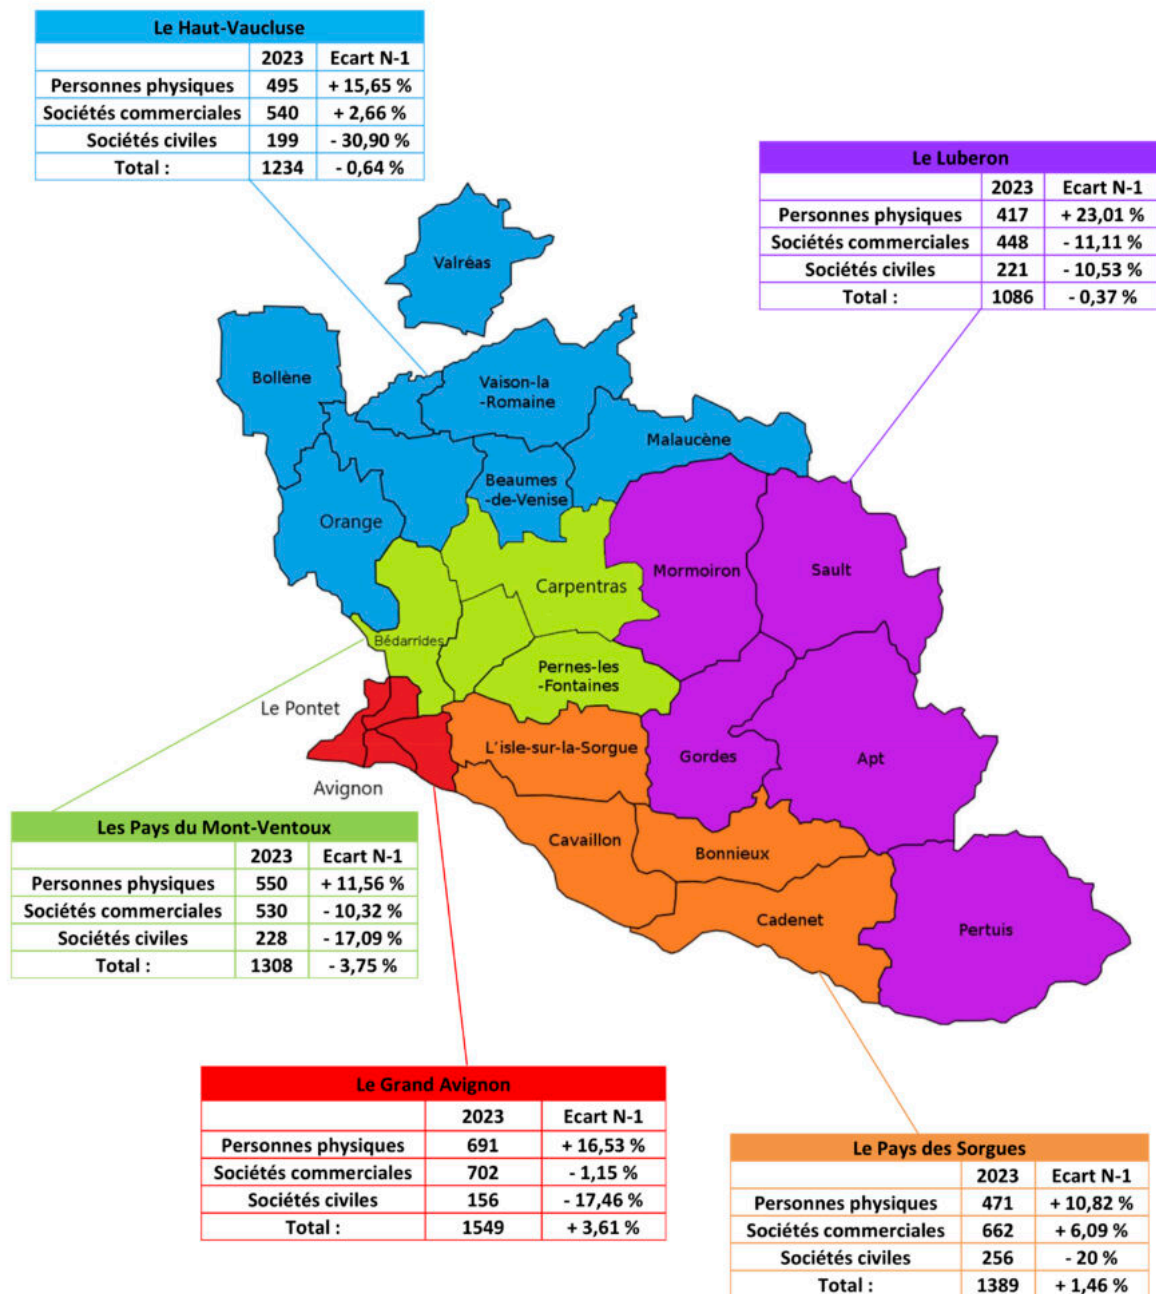 Le Haut-Vaucluse
2023 Ecart N-1
Personnes physiques 495 + 15,65 %
Sociétés commerciales 540 + 2,66 %
Sociétés civiles 199 - 30,90 %
Total : 1234 - 0,64 %
Le Luberon
2023 Ecart N-1
Personnes physiques 417 + 23,01 %
Sociétés commerciales 448 - 11,11 %
Sociétés civiles 221 - 10,53 %
Total : 1086 - 0,37 %
Valréas
Bollène
Vaison-la
-Romaine
Malaucène
Beaumes
-de-Venise
Orange
Carpentras
Mormoiron
Sault
Bédarrides
Pernes-les
-Fontaines
Le Pontet
L'isle-sur-la-Sorgue
Gordes
Apt
Avignon
Cavaillon
Bonnieux
Cadenet
Pertuis
Les Pays du Mont-Ventoux
2023 Ecart N-1
Personnes physiques 550 + 11,56 %
Sociétés commerciales 530 - 10,32 %
Sociétés civiles 228 - 17,09 %
Total : 1308 - 3,75 %
Le Grand Avignon
2023 Ecart N-1
Personnes physiques 691 + 16,53 %
Sociétés commerciales 702 - 1,15 %
Sociétés civiles 156 - 17,46 %
Total : 1549 + 3,61 %
Le Pays des Sorgues
2023 Ecart N-1
Personnes physiques 471 + 10,82 %
Sociétés commerciales 662 + 6,09 %
Sociétés civiles 256 - 20 %
Total : 1389 + 1,46 %